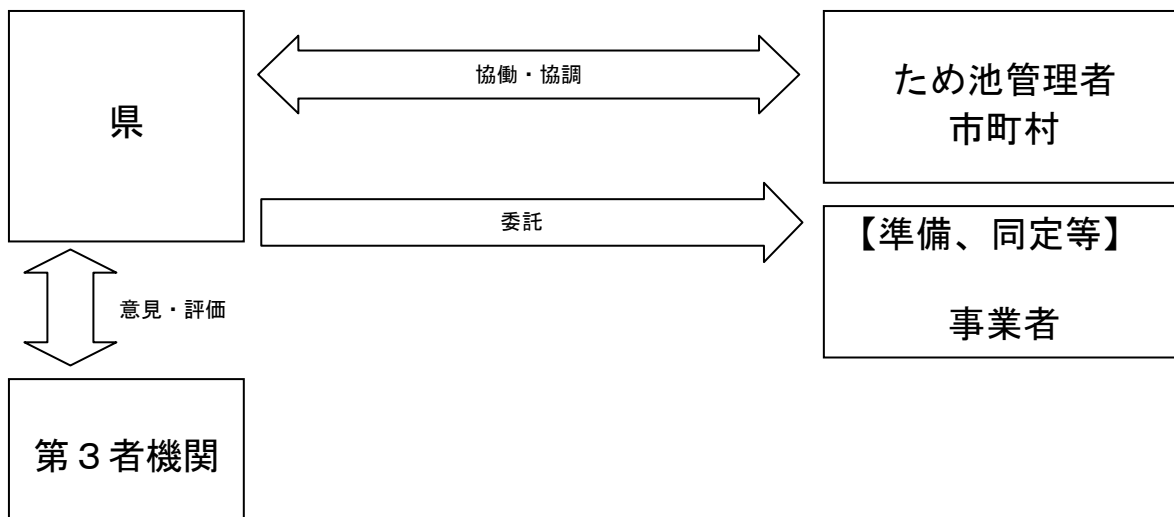 県
協働・協調
ため池管理者
市町村
委託
【準備、同定等】
事業者
意見・評価
第３者機関